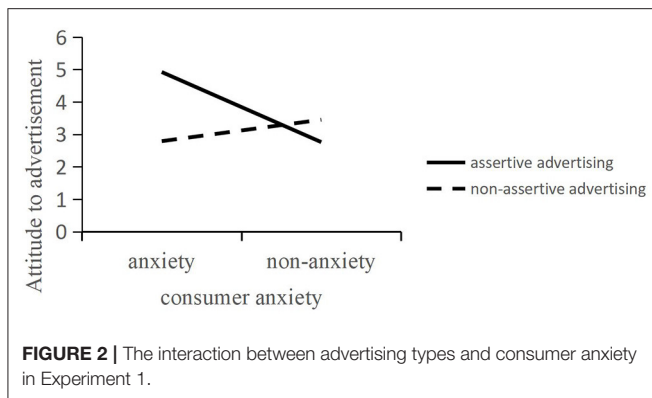 6
5
4
3
2
1
0
Attitude to advertisement
anxiety non-anxiety
consumer anxiety
assertive advertising
non-assertive advertising
FIGURE 2 | The interaction between advertising types and consumer anxiety
in Experiment 1.